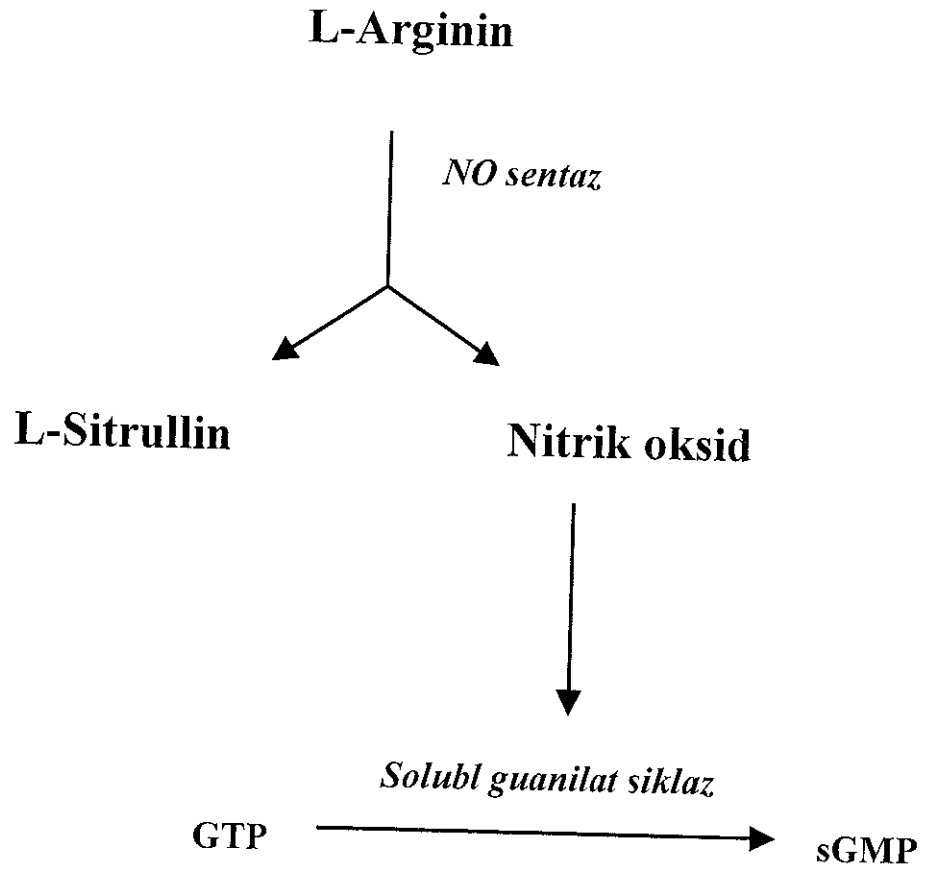 L-Arginin
NO sentaz
L-Sitrullin
Nitrik oksid
Solubl guanilat siklaz
GTP
sGMP